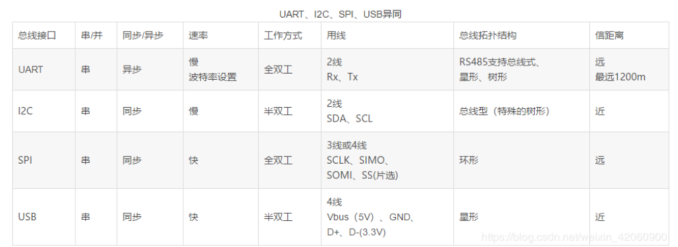 UART、I2C、SPI、USB异同
总线接口 串/并 同步/异步 速率 工作方式 用线 总线拓扑结构 信距离
UART 串 异步 慢 波特率设置 全双工 2线 Rx、Tx RS485支持总线式、星形、树形 远 最远1200m
I2C 串 同步 慢 半双工 2线 SDA、SCL 总线型（特殊的树形） 近
SPI 串 同步 快 全双工 3线或4线 SCLK、SIMO、SOMI、SS(片选) 环形 远
USB 串 同步 快 半双工 4线 Vbus（5V）、GND、D+、D-(3.3V) 星形 近
https://blog.csdn.net/weixin_42060900